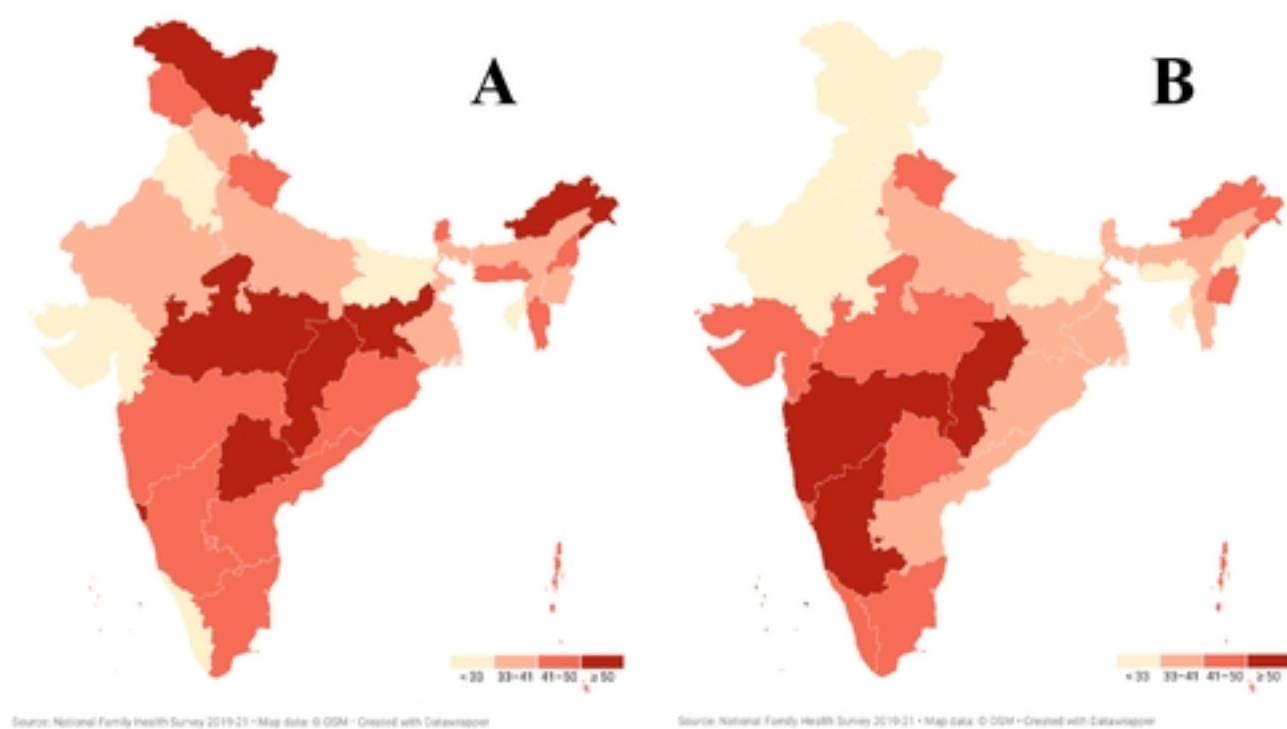 A
B
< 33 33–41 41–50 ≥ 50
< 33 33–41 41–50 ≥ 50
Source: National Family Health Survey 2019-21 • Map data: © OSM • Created with Datawrapper
Source: National Family Health Survey 2019-21 • Map data: © OSM • Created with Datawrapper